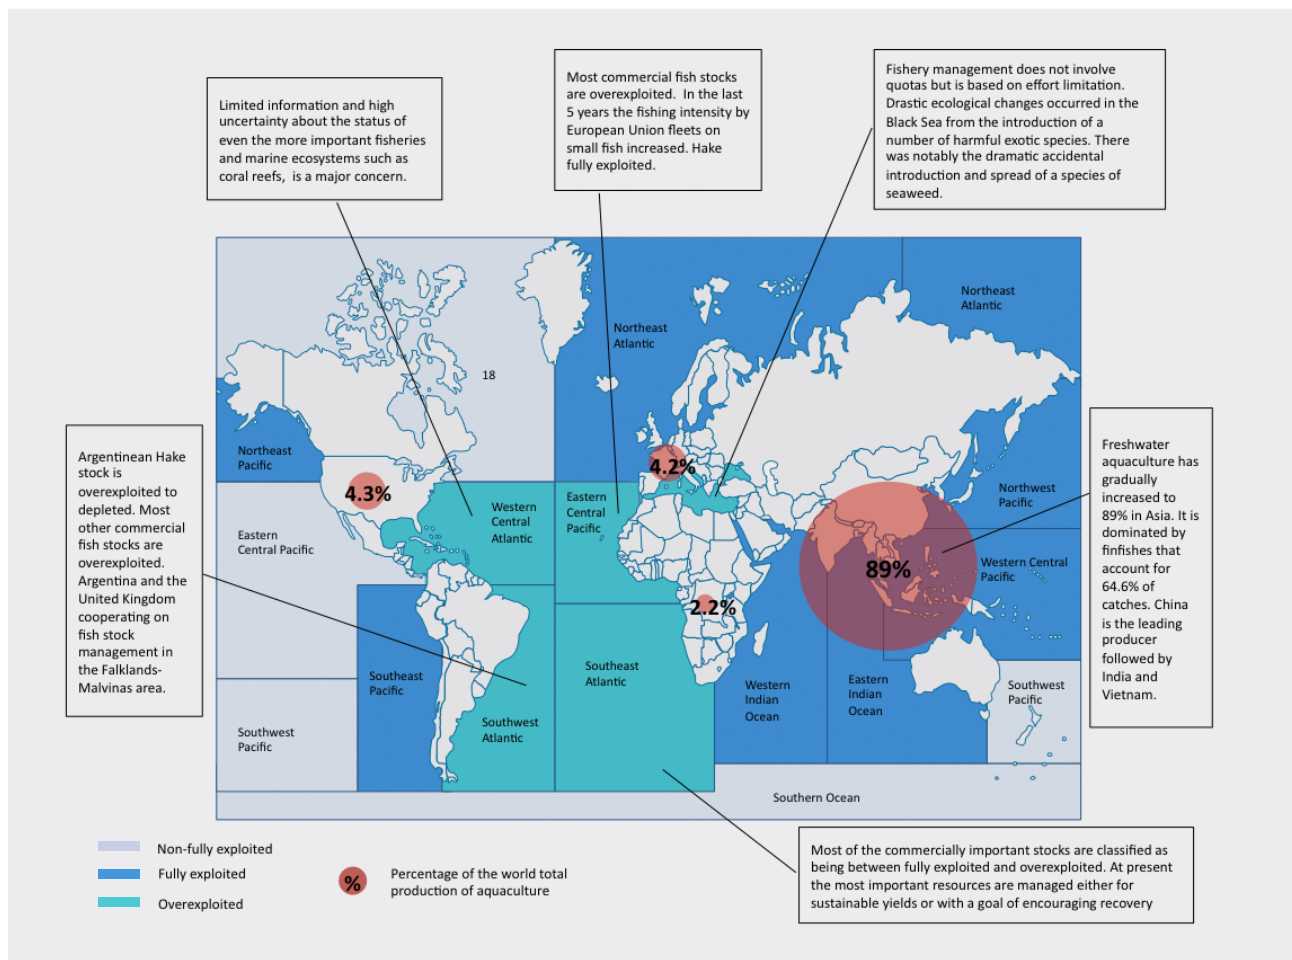 Limited information and high
uncertainty about the status of
even the more important fisheries
and marine ecosystems such as
coral reefs,  is a major concern.
Most commercial fish stocks
are overexploited.  In the last
5 years the fishing intensity by
European Union fleets on
small fish increased. Hake
fully exploited.
Fishery management does not involve
quotas but is based on effort limitation.
Drastic ecological changes occurred in the
Black Sea from the introduction of a
number of harmful exotic species. There
was notably the dramatic accidental
introduction and spread of a species of
seaweed.
Argentinean Hake
stock is
overexploited to
depleted. Most
other commercial
fish stocks are
overexploited.
Argentina and the
United Kingdom
cooperating on
fish stock
management in
the Falklands-
Malvinas area.
18
Northeast
Atlantic
Northeast
Atlantic
Northeast
Pacific
4.3%
4.2%
Eastern
Central Pacific
Western
Central
Atlantic
Eastern
Central
Pacific
Northwest
Pacific
Western Central
Pacific
89%
2.2%
Southeast
Pacific
Southwest
Atlantic
Southeast
Atlantic
Western
Indian
Ocean
Eastern
Indian
Ocean
Southwest
Pacific
Southwest
Pacific
Southern Ocean
Freshwater
aquaculture has
gradually
increased to
89% in Asia. It is
dominated by
finfishes that
account for
64.6% of
catches. China
is the leading
producer
followed by
India and
Vietnam.
Most of the commercially important stocks are classified as
being between fully exploited and overexploited. At present
the most important resources are managed either for
sustainable yields or with a goal of encouraging recovery
Non-fully exploited
Fully exploited
Overexploited
%
Percentage of the world total
production of aquaculture